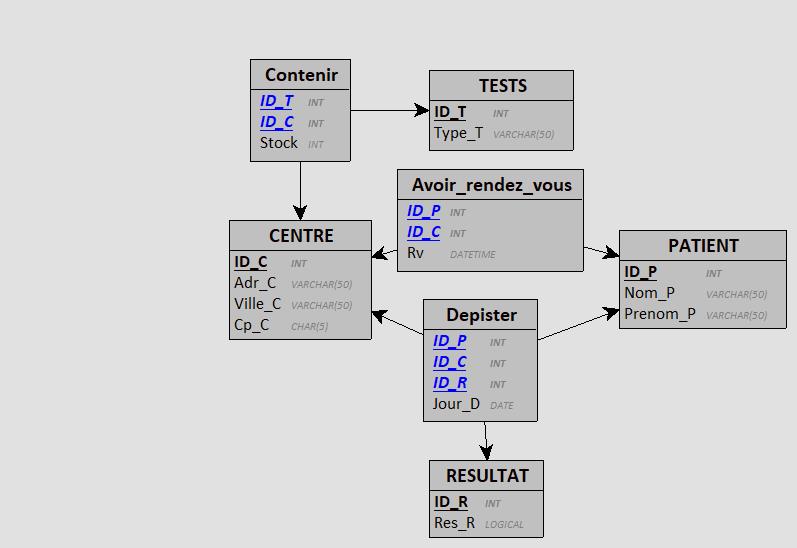 Contenir
ID_T INT
ID_C INT
Stock INT
TESTS
ID_T INT
Type_T VARCHAR(50)
Avoir_rendez_vous
ID_P INT
ID_C INT
Rv DATETIME
CENTRE
ID_C INT
Adr_C VARCHAR(50)
Ville_C VARCHAR(50)
Cp_C CHAR(5)
PATIENT
ID_P INT
Nom_P VARCHAR(50)
Prenom_P VARCHAR(50)
Depister
ID_P INT
ID_C INT
ID_R INT
Jour_D DATE
RESULTAT
ID_R INT
Res_R LOGICAL